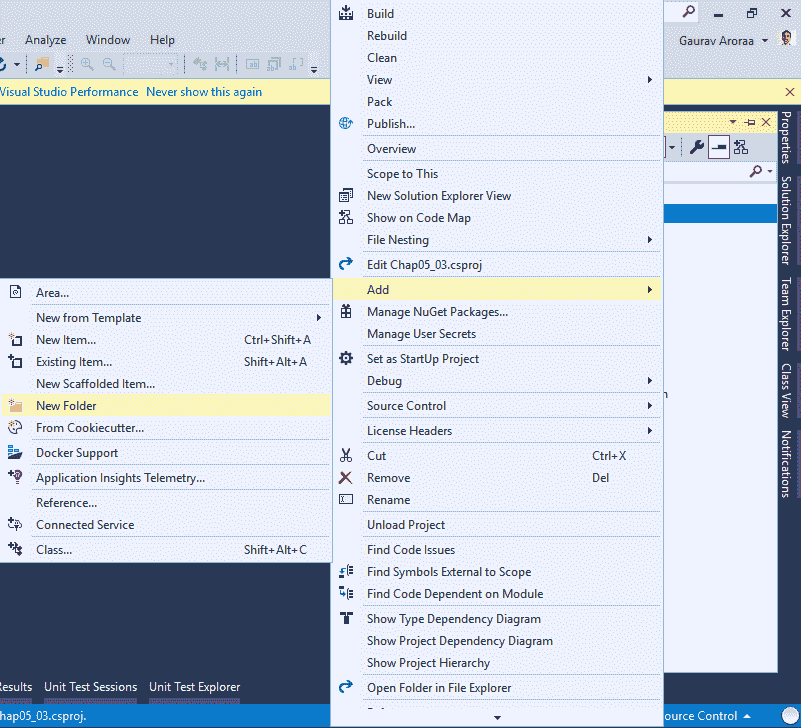 Analyze Window Help
Gaurav Aroraa
Visual Studio Performance Never show this again
Build
Rebuild
Clean
View
Pack
Publish...
Overview
Scope to This
New Solution Explorer View
Show on Code Map
File Nesting
Edit Chap05_03.csproj
Add
Manage NuGet Packages...
Manage User Secrets
Set as StartUp Project
Debug
Source Control
License Headers
Cut Ctrl+X
Remove Del
Rename
Unload Project
Find Code Issues
Find Symbols External to Scope
Find Code Dependent on Module
Show Type Dependency Diagram
Show Project Dependency Diagram
Show Project Hierarchy
Open Folder in File Explorer
Area...
New from Template
New Item... Ctrl+Shift+A
Existing Item... Shift+Alt+A
New Scaffolded Item...
New Folder
From Cookiecutter...
Docker Support
Application Insights Telemetry...
Reference...
Connected Service
Class... Shift+Alt+C
Properties
Solution Explorer
Team Explorer
Class View
Notifications
Results Unit Test Sessions Unit Test Explorer
hap05_03.csproj.
ource Control